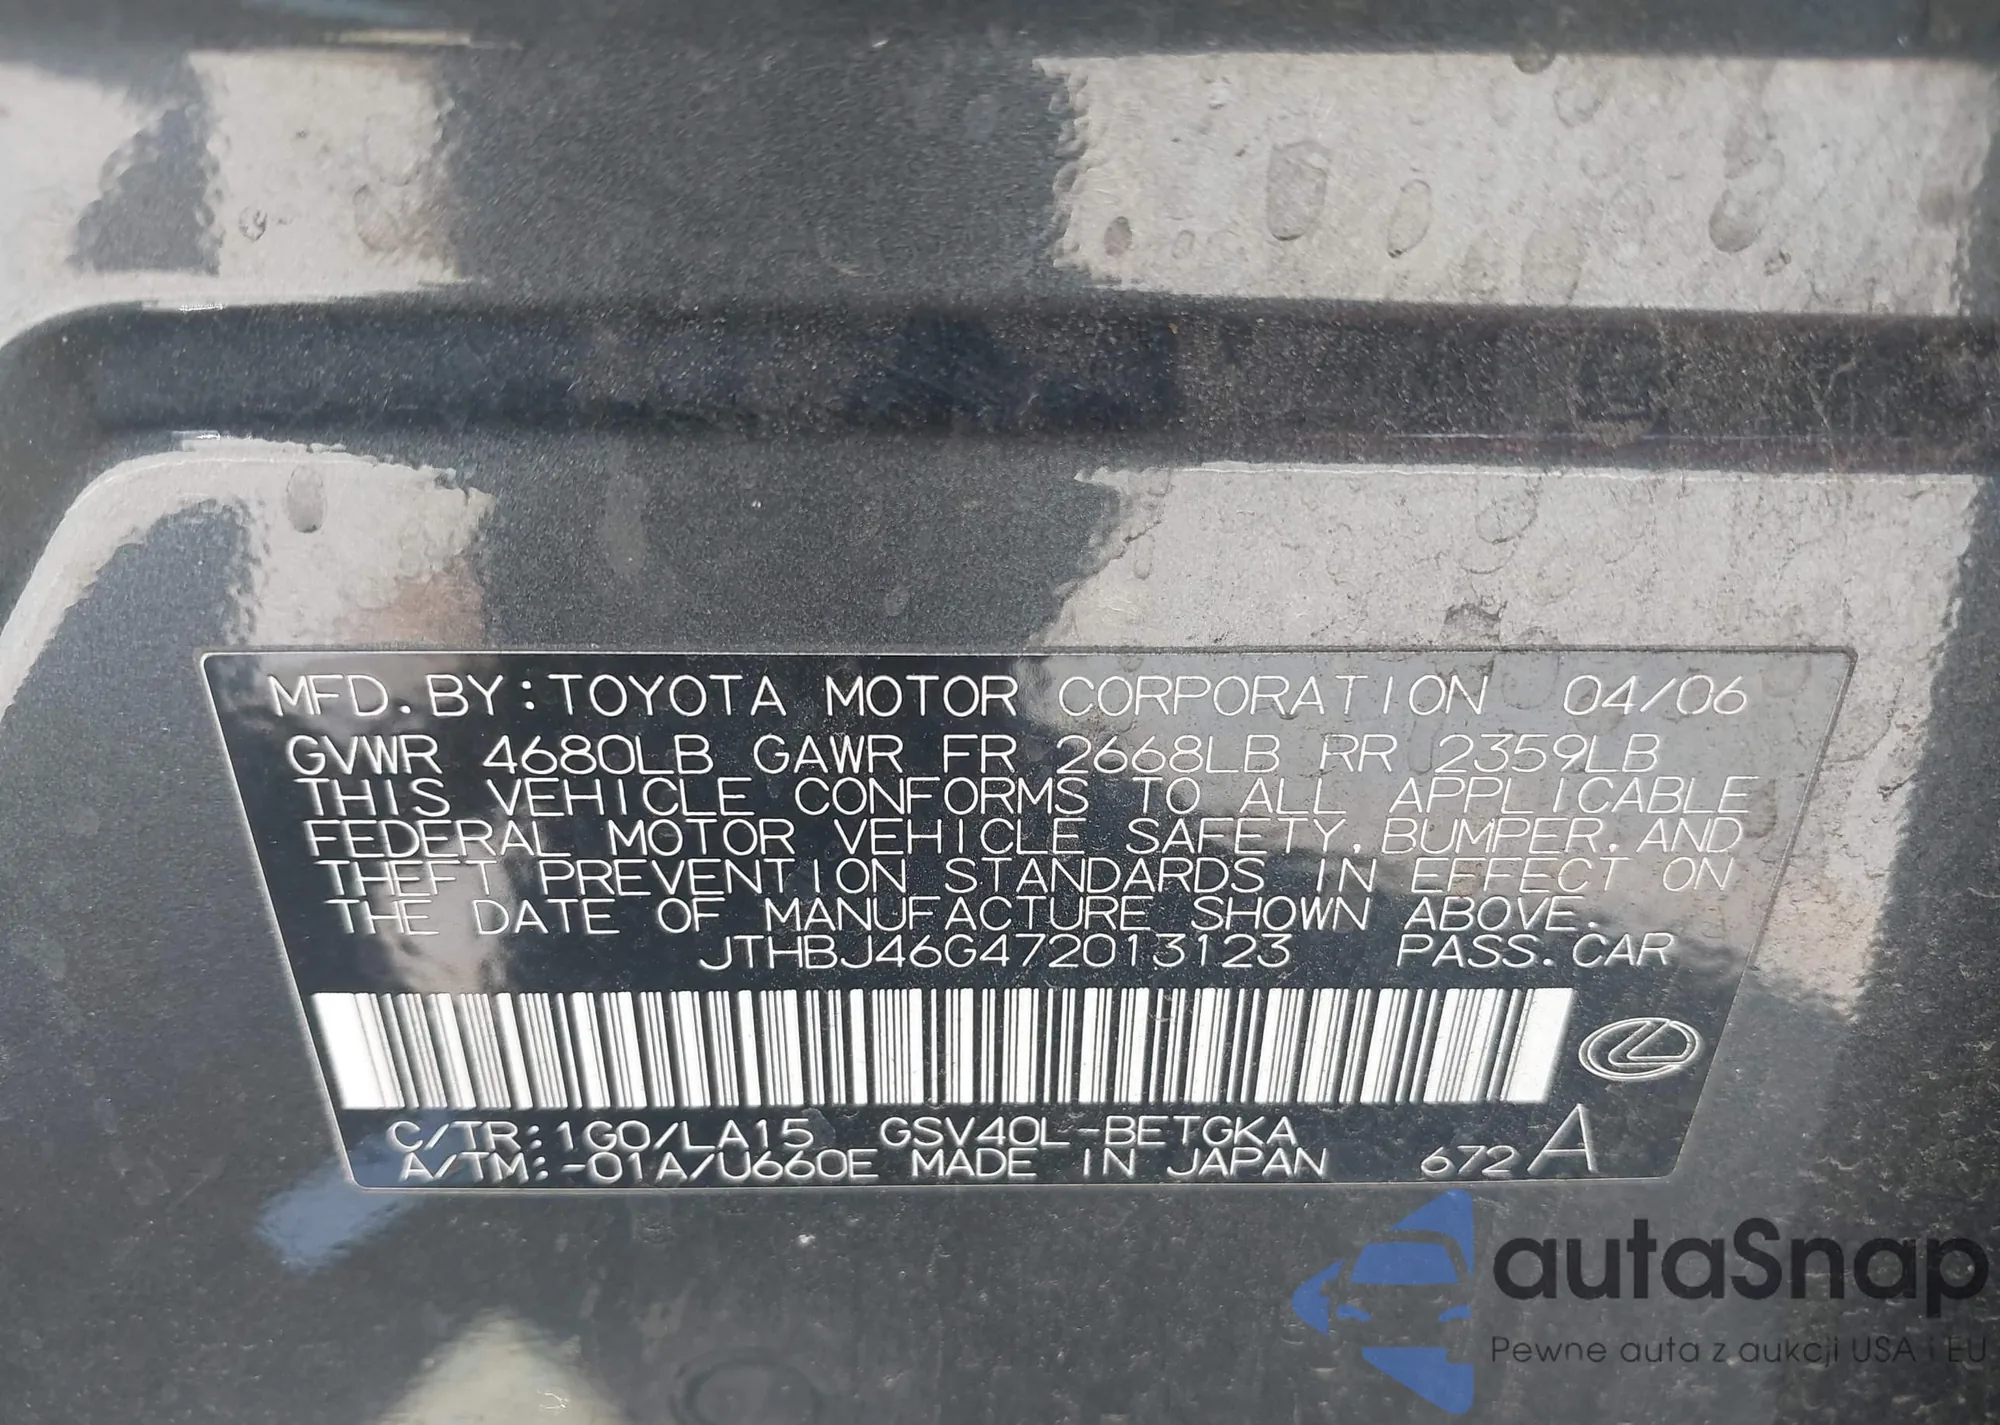 MFD. BY: TOYOTA MOTOR CORPORATION 04/06
GVWR 4680LB GAWR FR 2668LB RR 2359LB
THIS VEHICLE CONFORMS TO ALL APPLICABLE
FEDERAL MOTOR VEHICLE SAFETY, BUMPER, AND
THEFT PREVENTION STANDARDS IN EFFECT ON
THE DATE OF MANUFACTURE SHOWN ABOVE.
JTHBJ46G472013123 PASS. CAR
C/TR: 1G0/LA15 GSV40L-BETGKA
A/TM: -01A/U660E MADE IN JAPAN 672 A
autaSnap
Pewne auta z aukcji USA i EU